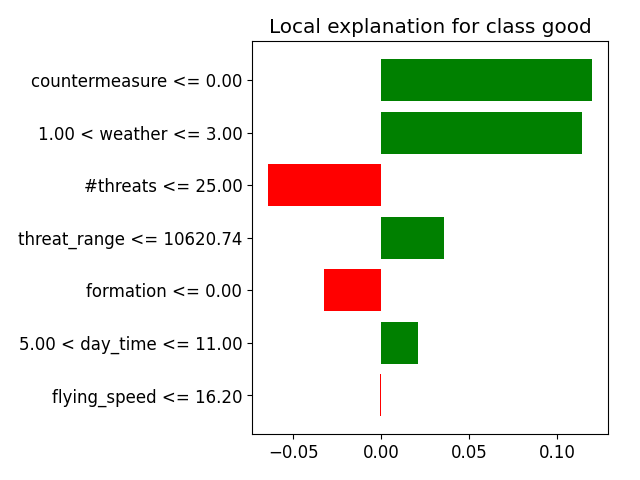 Local explanation for class good
countermeasure <= 0.00
1.00 < weather <= 3.00
#threats <= 25.00
threat_range <= 10620.74
formation <= 0.00
5.00 < day_time <= 11.00
flying_speed <= 16.20
−0.05 0.00 0.05 0.10